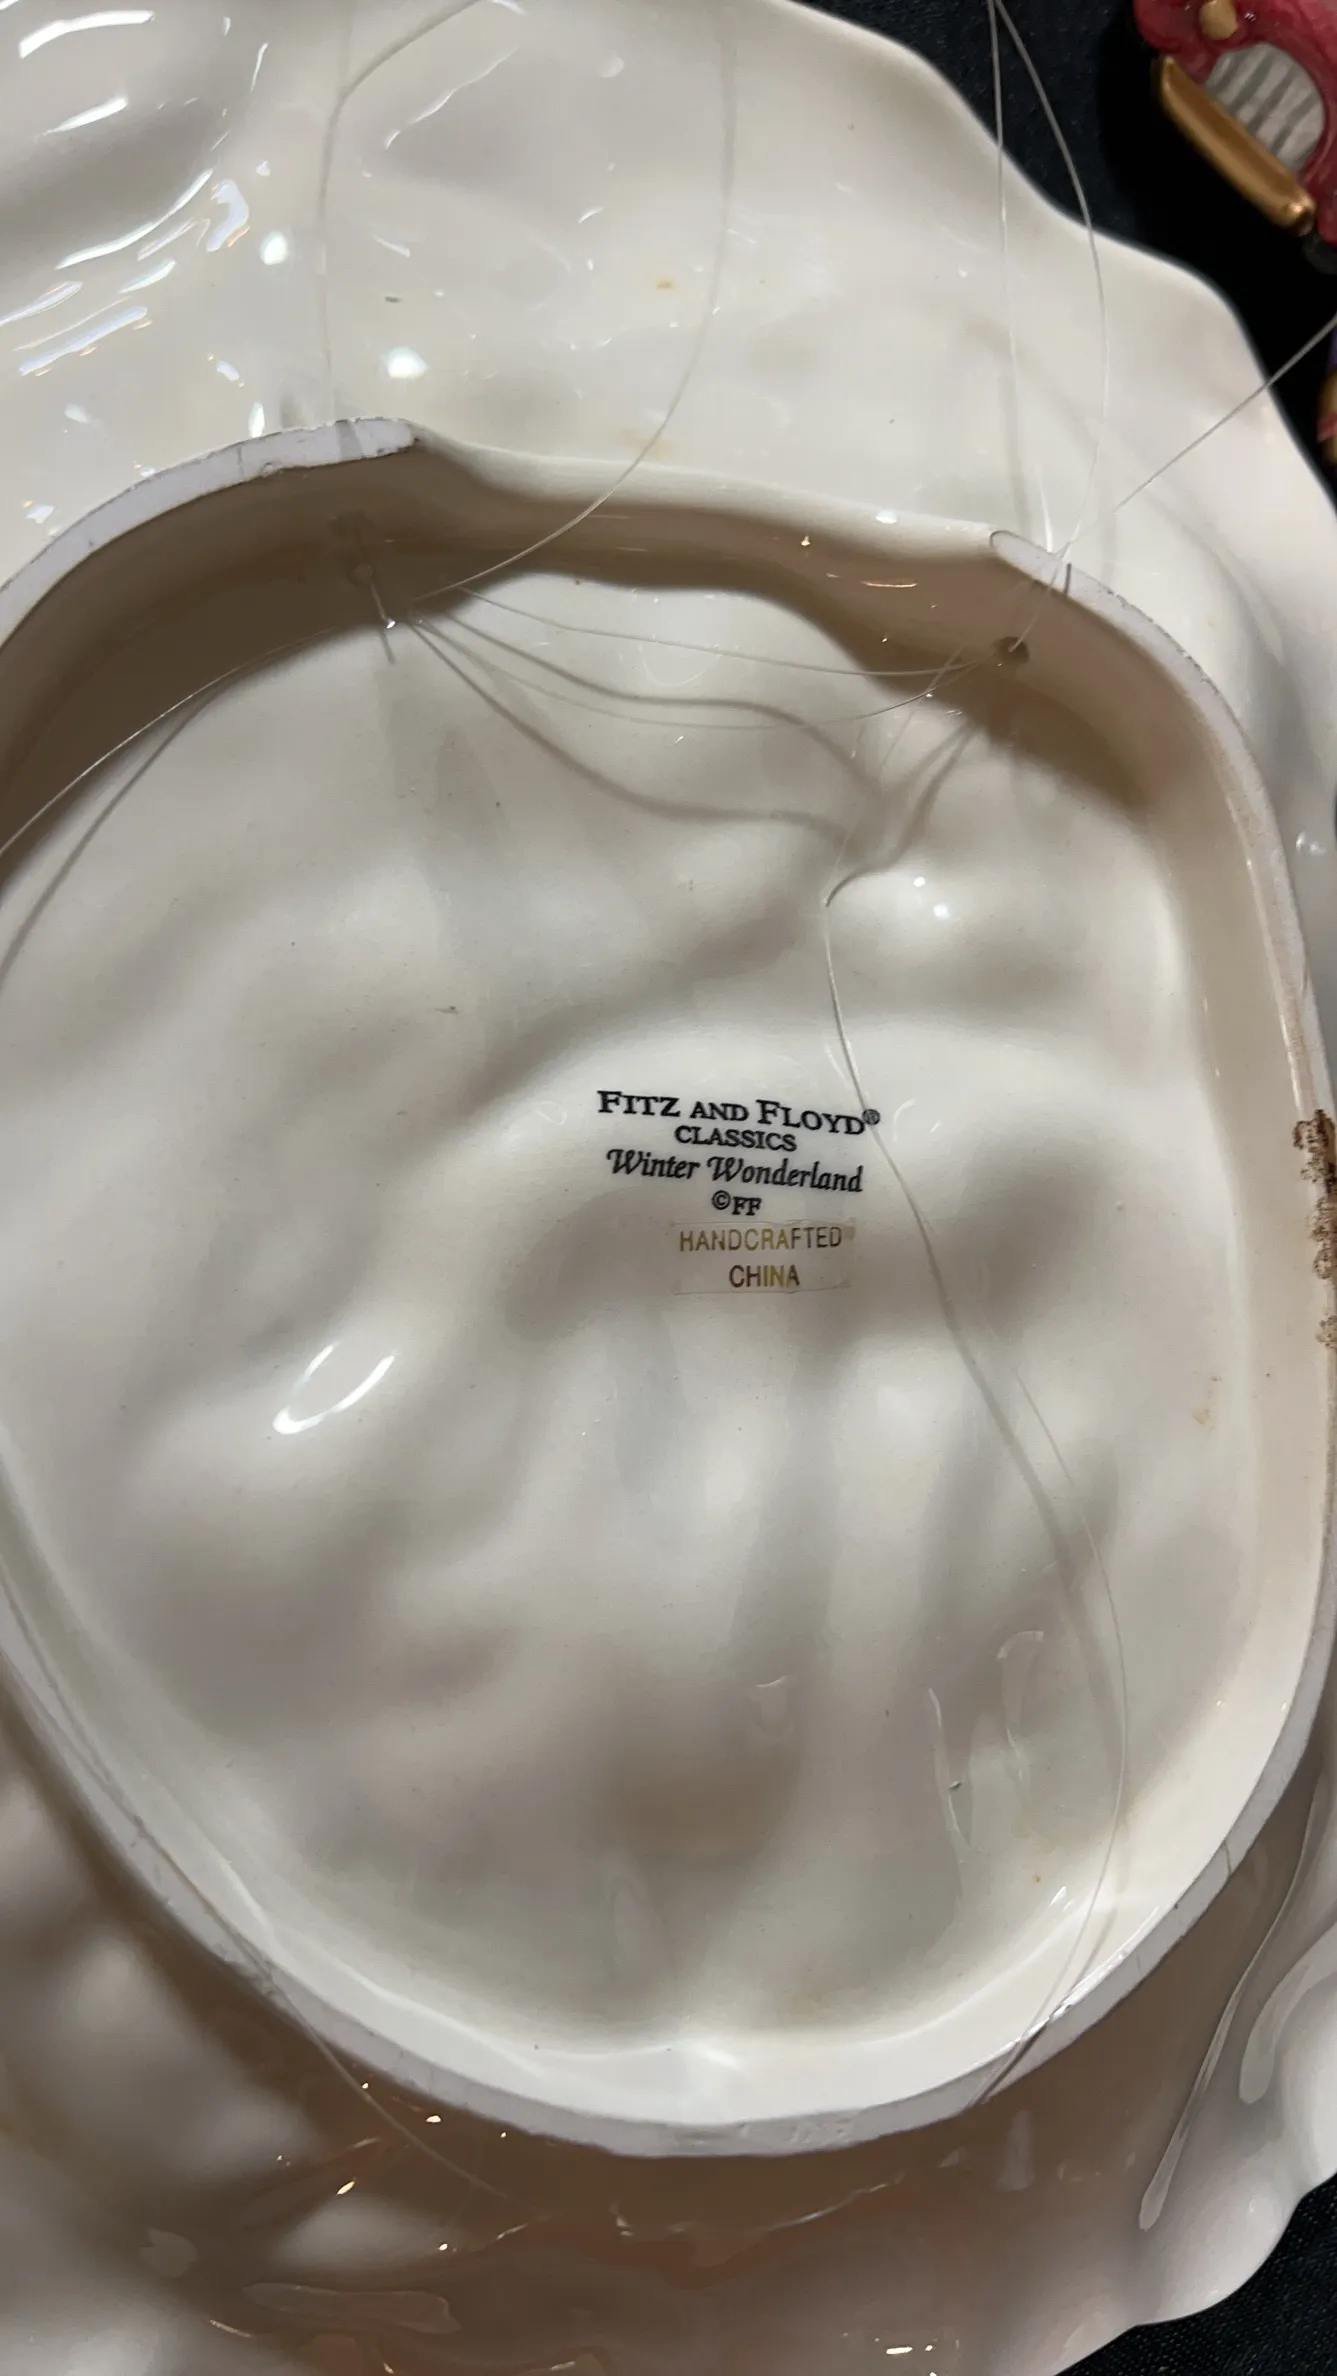 FITZ AND FLOYD®
CLASSICS
Winter Wonderland
©FF
HANDCRAFTED
CHINA